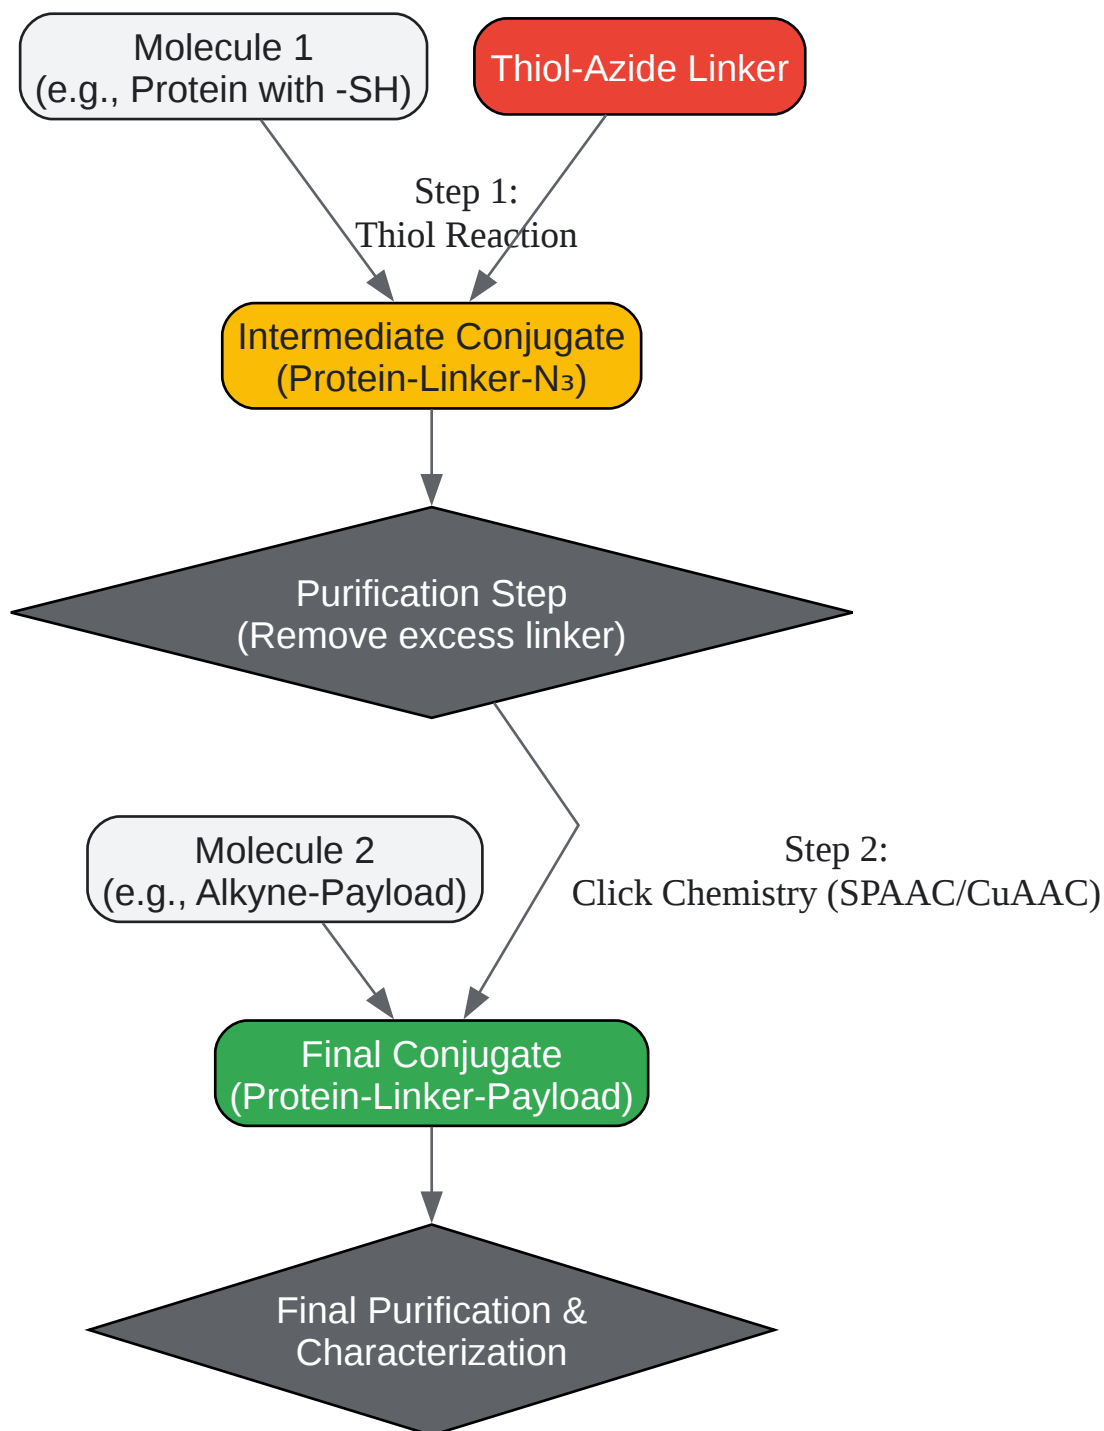 Molecule 1
(e.g., Protein with -SH)
Thiol-Azide Linker
Step 1:
Thiol Reaction
Intermediate Conjugate
(Protein-Linker-N₃)
Purification Step
(Remove excess linker)
Molecule 2
(e.g., Alkyne-Payload)
Step 2:
Click Chemistry (SPAAC/CuAAC)
Final Conjugate
(Protein-Linker-Payload)
Final Purification &
Characterization